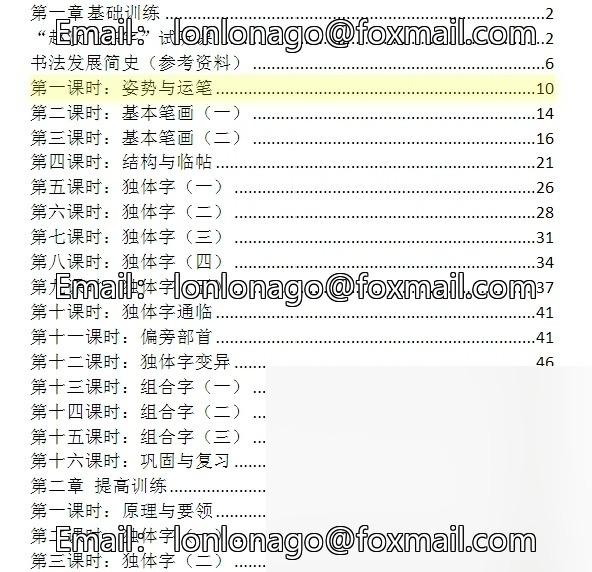 第一章 基础训练 ........ 2
Email: lonlonago@foxmail.com
书法发展简史（参考资料） ........ 6
第一课时：姿势与运笔 ........ 10
第二课时：基本笔画（一） ........ 14
第三课时：基本笔画（二） ........ 16
第四课时：结构与临帖 ........ 21
第五课时：独体字（一） ........ 26
第六课时：独体字（二） ........ 28
第七课时：独体字（三） ........ 31
第八课时：独体字（四） ........ 34
Email: lonlonago@foxmail.com
37
第十课时：独体字通临 ........ 41
第十一课时：偏旁部首 ........ 41
第十二课时：独体字变异 ........ 46
第十三课时：组合字（一） ...
第十四课时：组合字（二） ...
第十五课时：组合字（三） ...
第十六课时：巩固与复习 ......
第二章 提高训练 ........
第一课时：原理与要领 ........
Email: lonlonago@foxmail.com
第三课时：独体字（二） ......